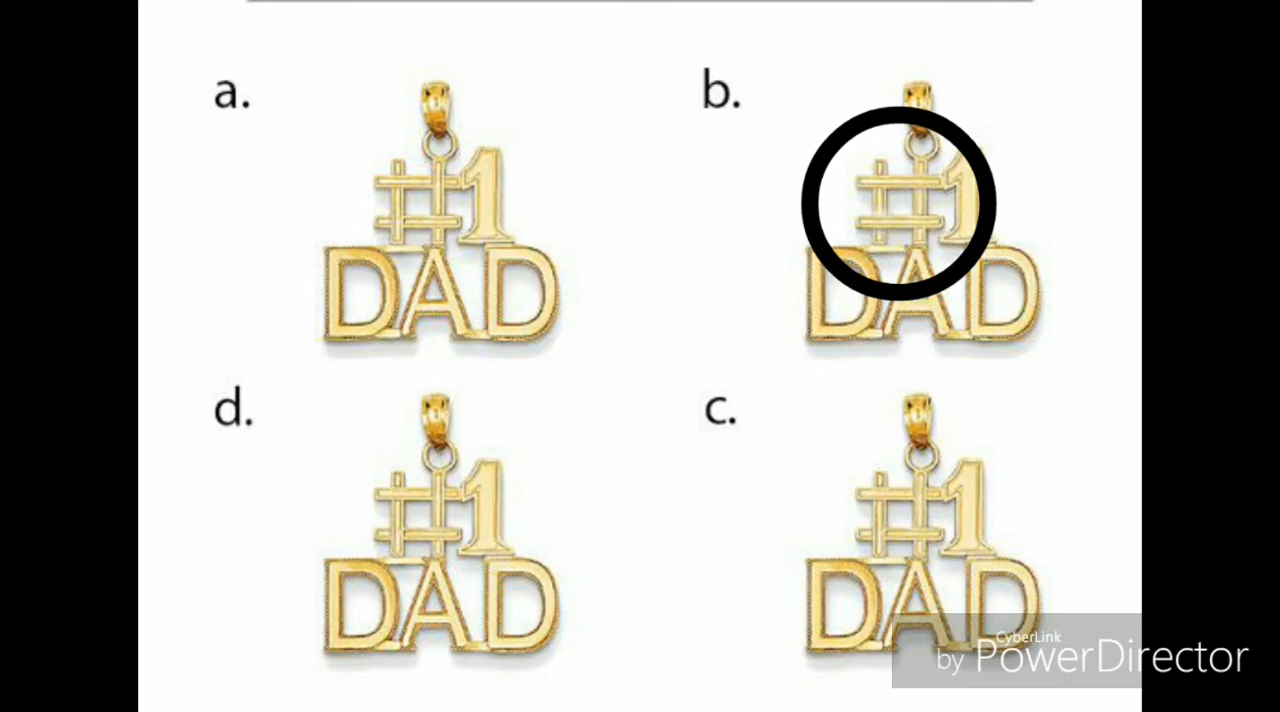 a.
#1
DAD
b.
#1
DAD
d.
#1
DAD
c.
#1
DAD
CyberLink
by PowerDirector